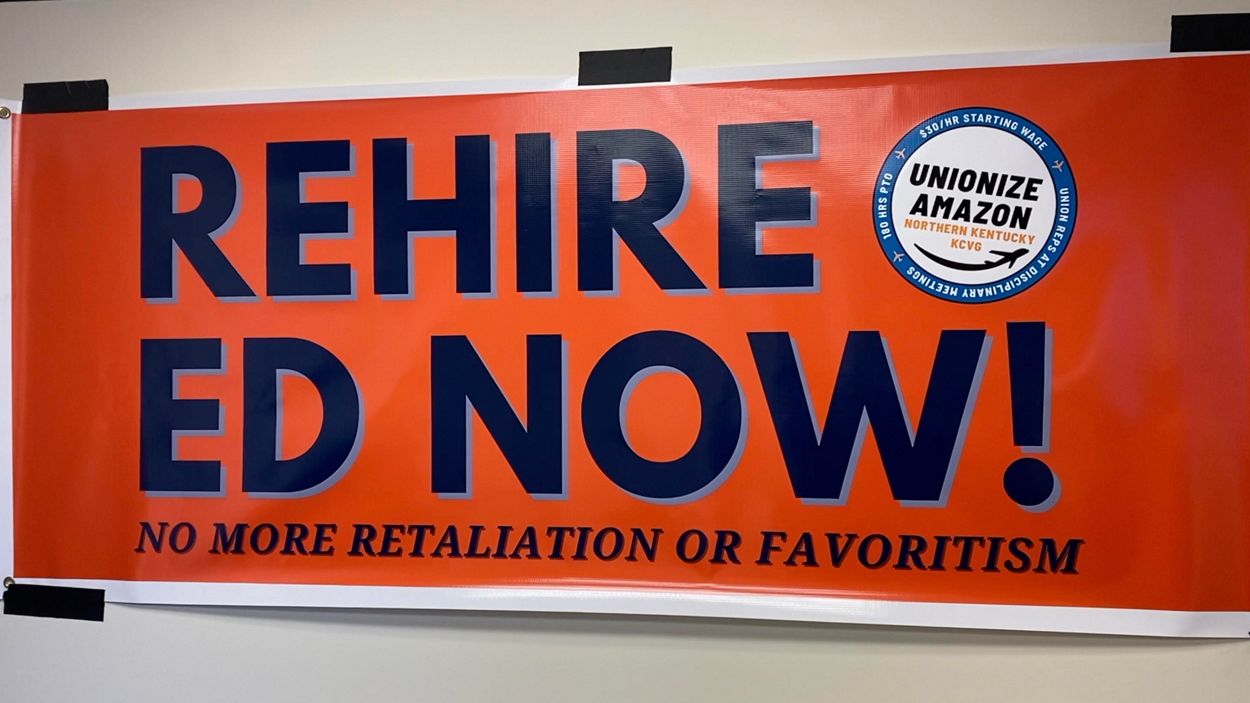 REHIRE
ED NOW!
NO MORE RETALIATION OR FAVORITISM
$30/HR STARTING WAGE
UNION REPS AT DISCIPLINARY MEETINGS
180 HRS PTO
UNIONIZE
AMAZON
NORTHERN KENTUCKY
KCVG